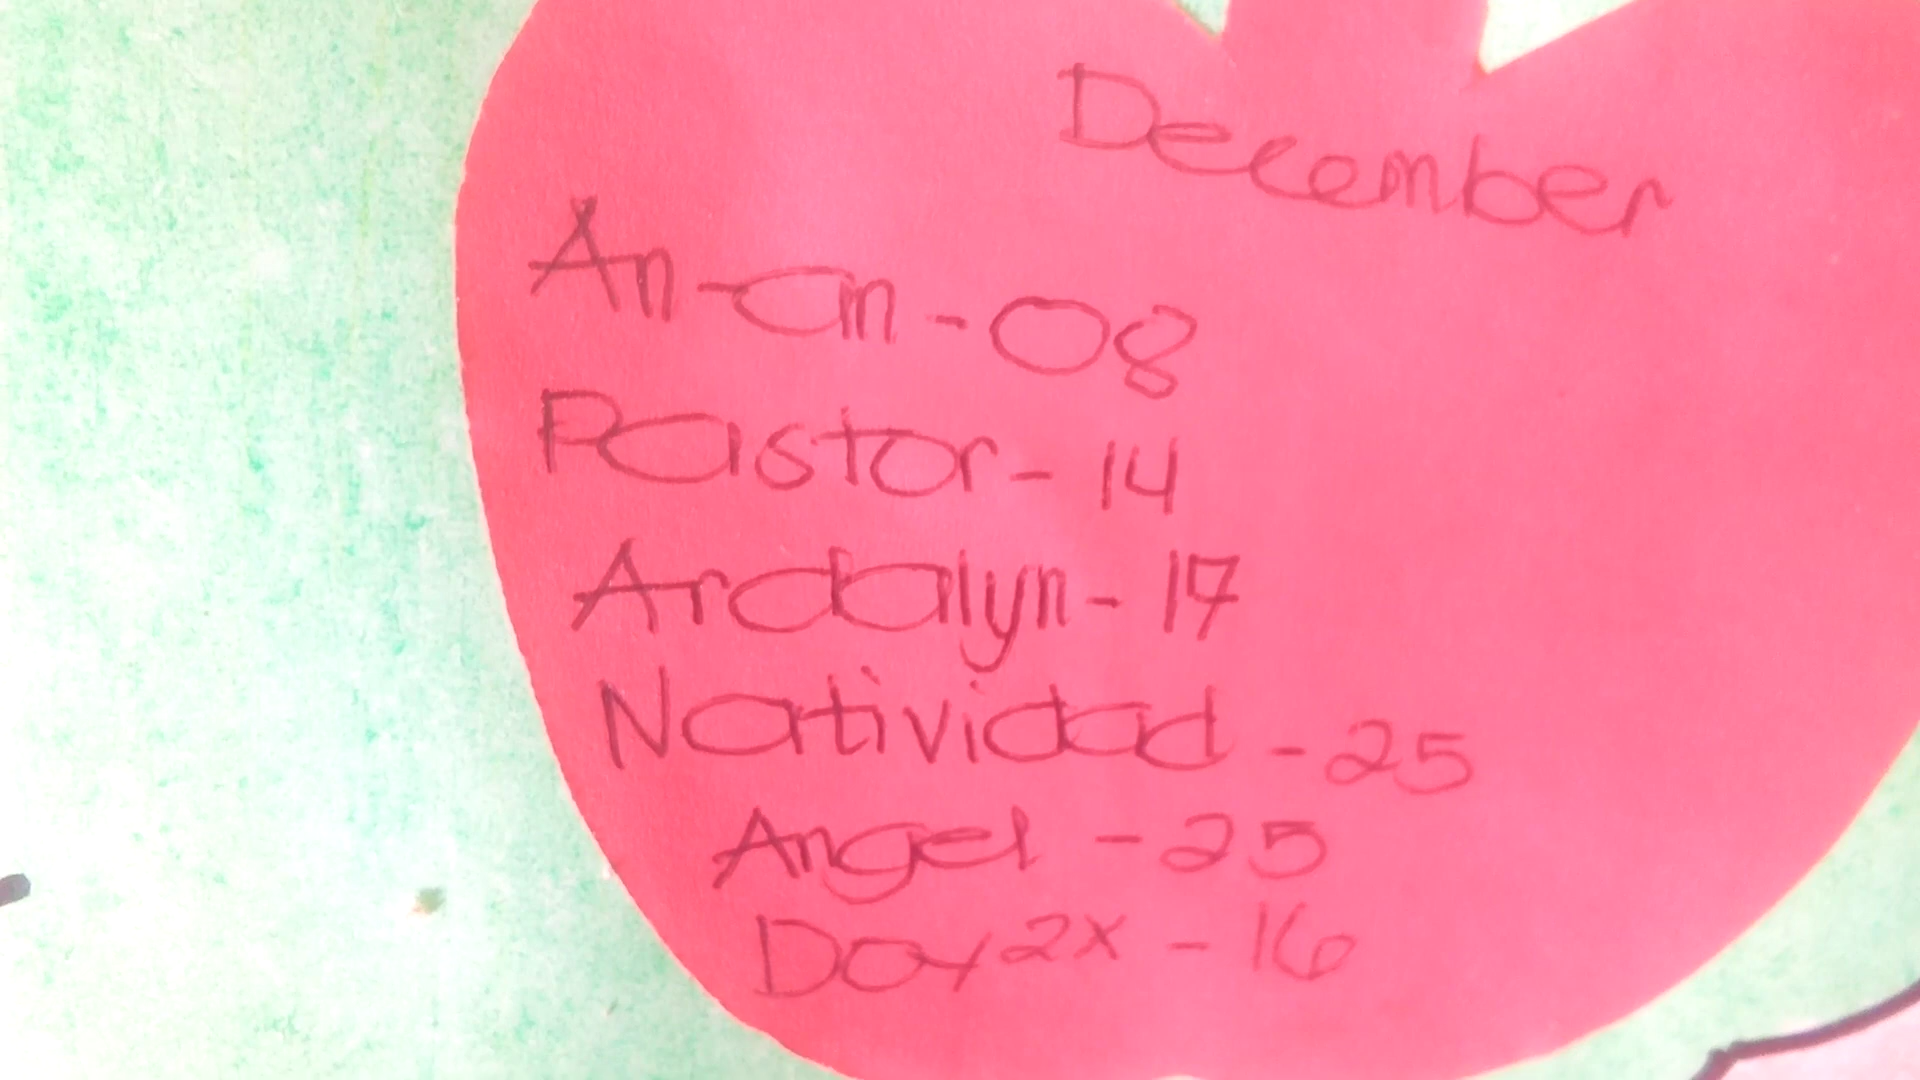 December
An-an - 08
Pastor - 14
Ardalyn - 17
Natividad - 25
Angel - 25
Doy2x - 16